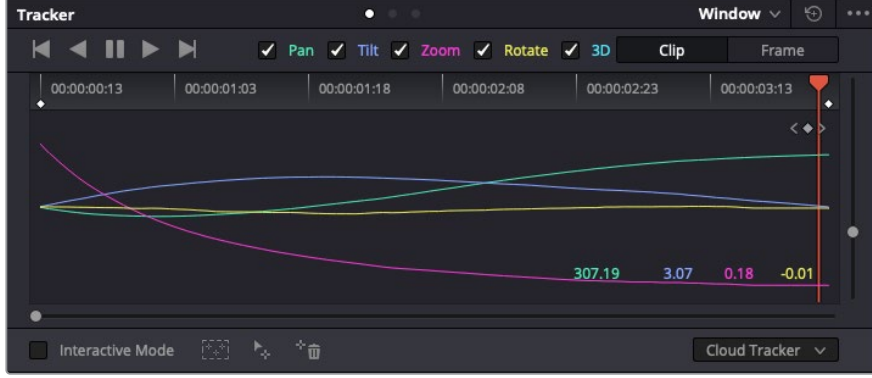 Tracker Window
Pan Tilt Zoom Rotate 3D Clip Frame
00:00:00:13 00:00:01:03 00:00:01:18 00:00:02:08 00:00:02:23 00:00:03:13
307.19 3.07 0.18 -0.01
Interactive Mode Cloud Tracker